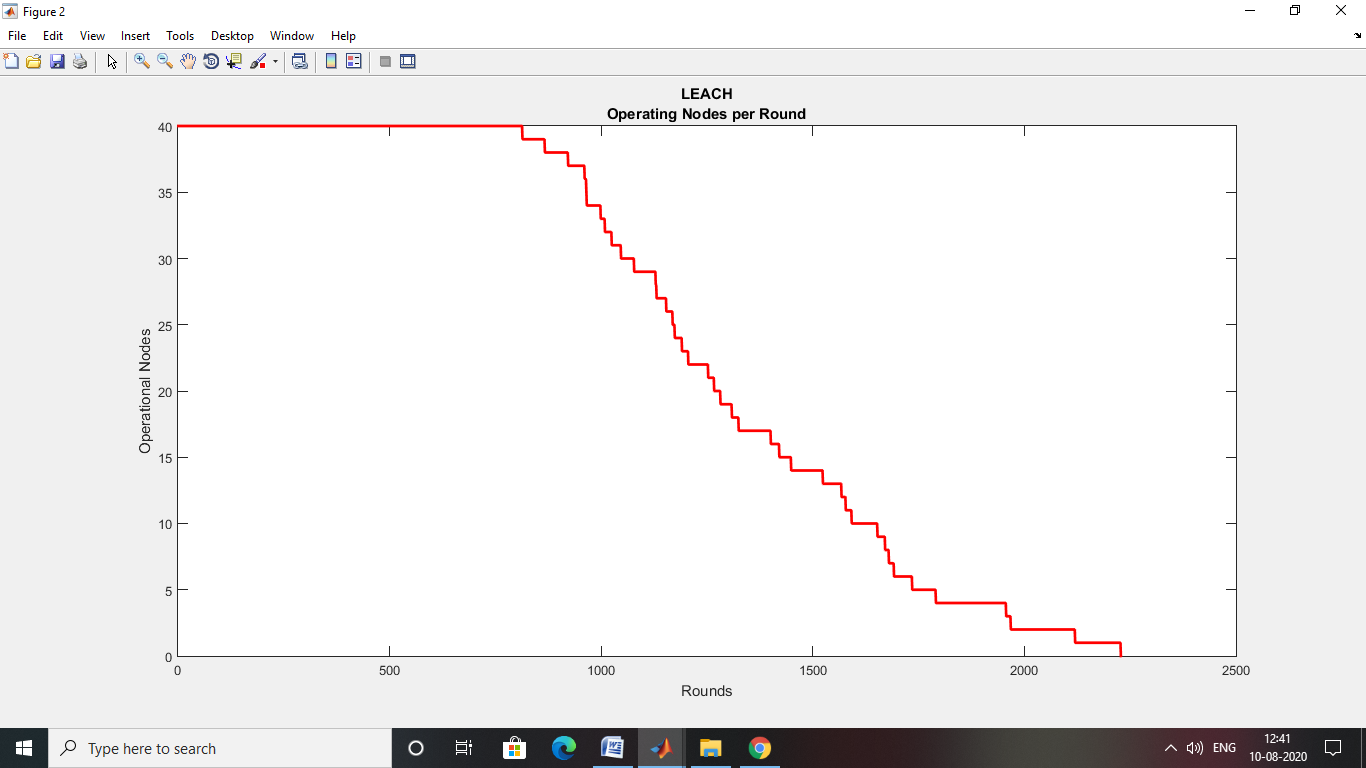 Figure 2
File Edit View Insert Tools Desktop Window Help
LEACH
Operating Nodes per Round
40
35
30
25
20
15
10
5
0
Operational Nodes
0 500 1000 1500 2000 2500
Rounds
Type here to search
ENG
12:41
10-08-2020